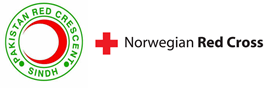 PAKISTAN RED CRESCENT
SINDH
Norwegian Red Cross